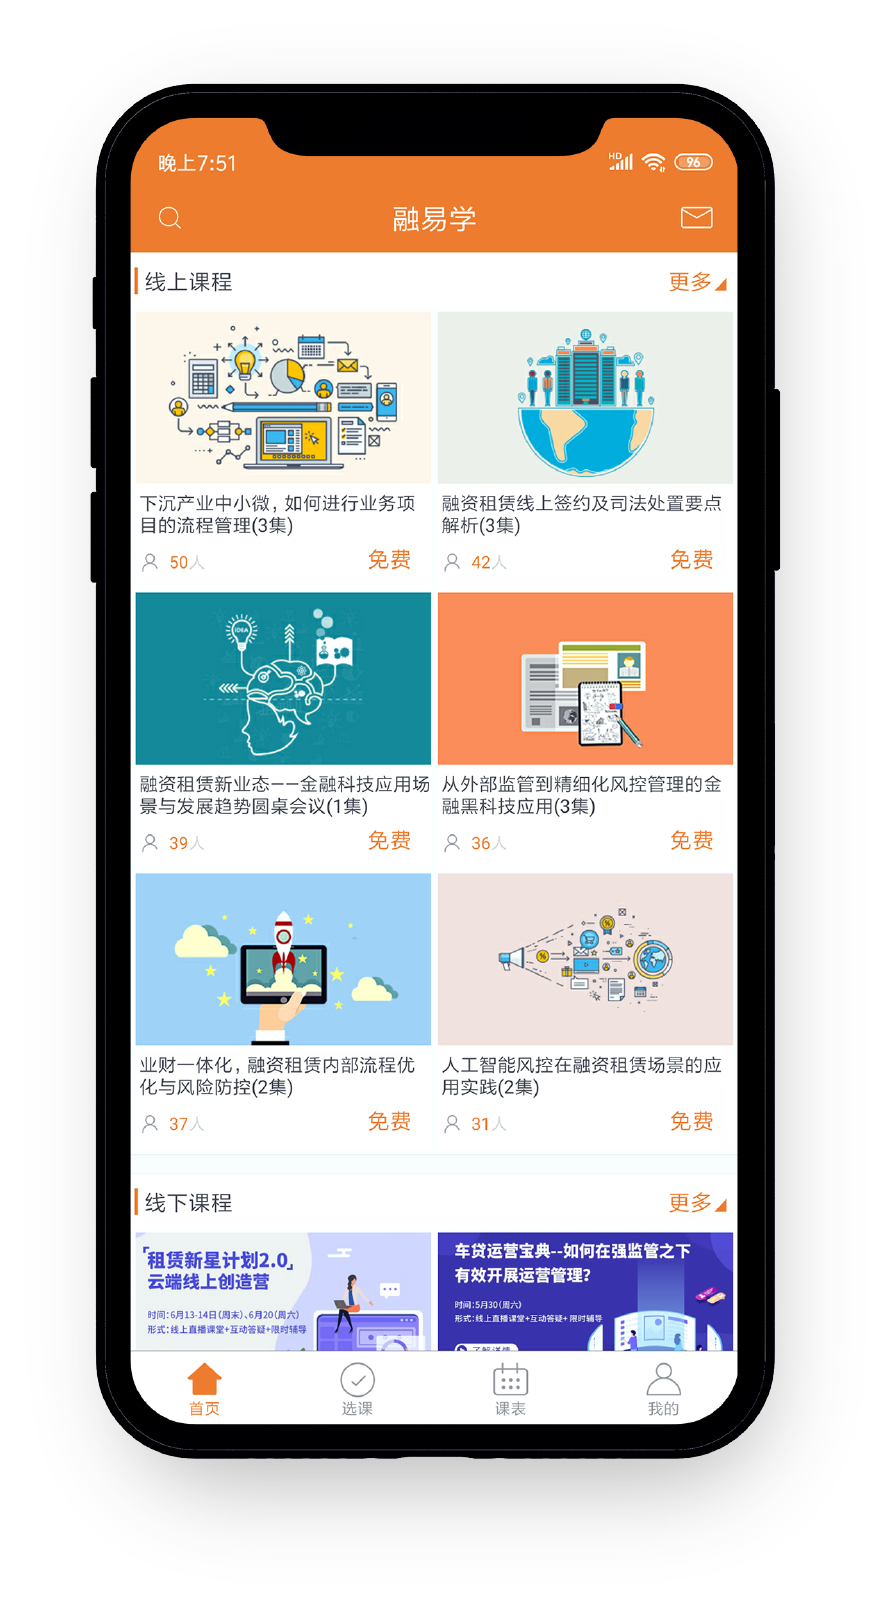 晚上7:51
HD
96
融易学
线上课程
更多
下沉产业中小微，如何进行业务项
目的流程管理(3集)
50人
免费
融资租赁线上签约及司法处置要点
解析(3集)
42人
免费
IDEA
融资租赁新业态——金融科技应用场
景与发展趋势圆桌会议(1集)
39人
免费
从外部监管到精细化风控管理的金
融黑科技应用(3集)
36人
免费
业财一体化，融资租赁内部流程优
化与风险防控(2集)
37人
免费
人工智能风控在融资租赁场景的应
用实践(2集)
31人
免费
线下课程
更多
「租赁新星计划2.0」
云端线上创造营
时间：6月13-14日(周末)、6月20(周六)
形式：线上直播课堂+互动答疑+限时辅导
车贷运营宝典--如何在强监管之下
有效开展运营管理?
时间：5月30(周六)
形式：线上直播课堂+互动答疑+ 限时辅导
了解详情
首页
选课
课表
我的